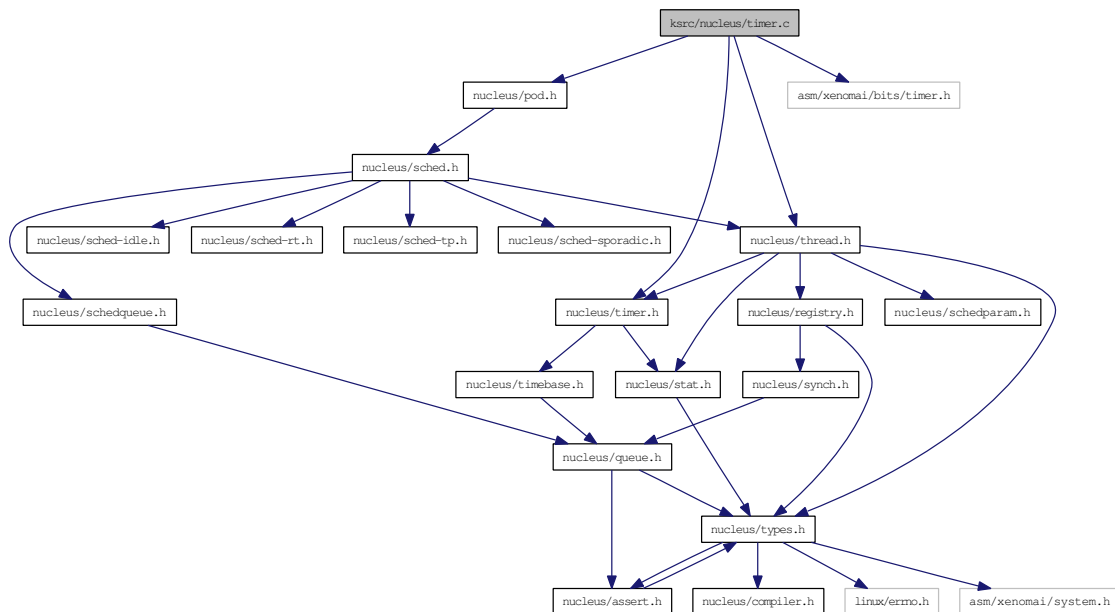 ksrc/nucleus/timer.c
nucleus/pod.h
asm/xenomai/bits/timer.h
nucleus/sched.h
nucleus/sched-idle.h
nucleus/sched-rt.h
nucleus/sched-tp.h
nucleus/sched-sporadic.h
nucleus/thread.h
nucleus/schedqueue.h
nucleus/timer.h
nucleus/registry.h
nucleus/schedparam.h
nucleus/timebase.h
nucleus/stat.h
nucleus/synch.h
nucleus/queue.h
nucleus/types.h
nucleus/assert.h
nucleus/compiler.h
linux/errno.h
asm/xenomai/system.h